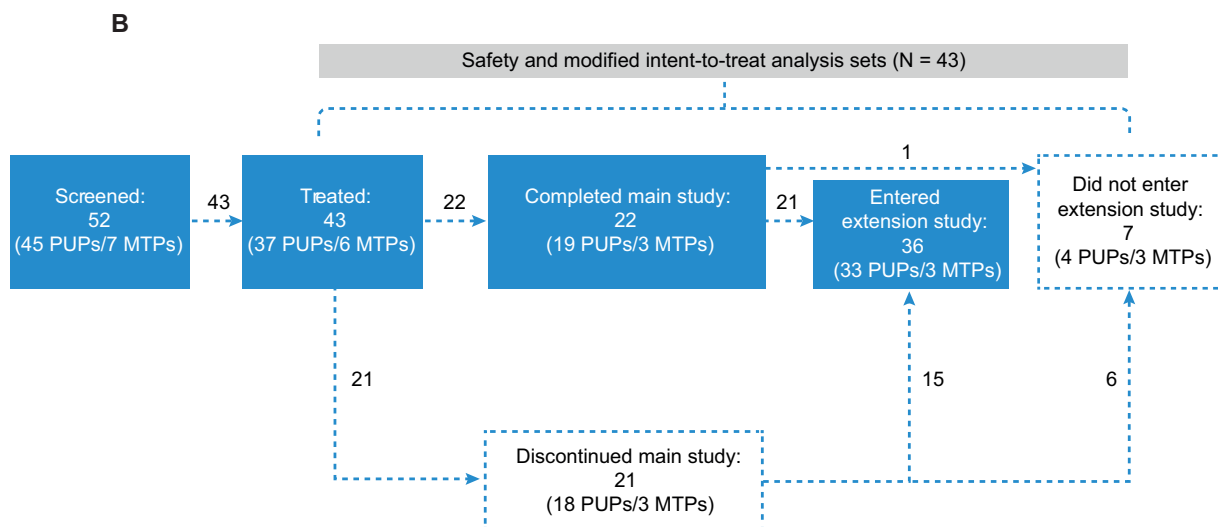 B
Safety and modified intent-to-treat analysis sets (N = 43)
Screened:
52
(45 PUPs/7 MTPs)
43
Treated:
43
(37 PUPs/6 MTPs)
22
Completed main study:
22
(19 PUPs/3 MTPs)
1
21
Entered
extension study:
36
(33 PUPs/3 MTPs)
Did not enter
extension study:
7
(4 PUPs/3 MTPs)
21
15
6
Discontinued main study:
21
(18 PUPs/3 MTPs)